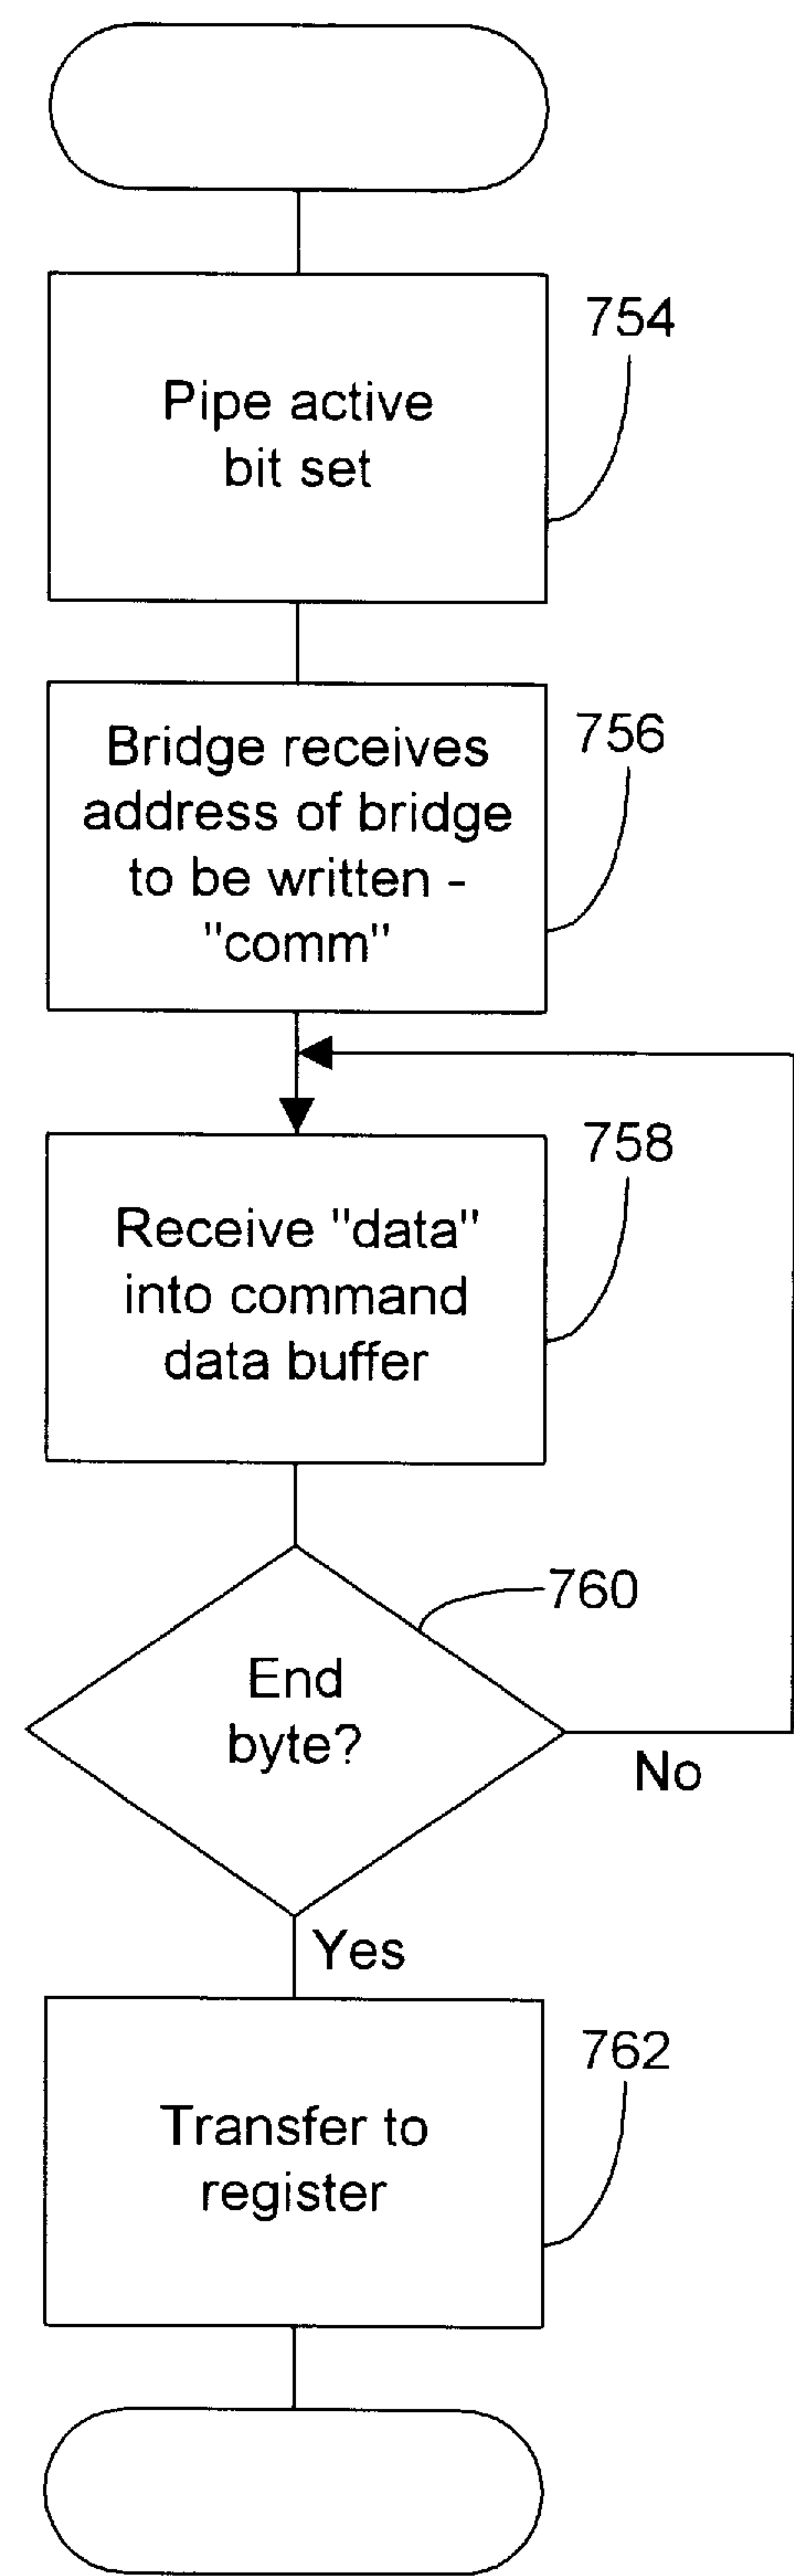 754
Pipe active
bit set
756
Bridge receives
address of bridge
to be written -
"comm"
758
Receive "data"
into command
data buffer
760
End
byte?
No
Yes
762
Transfer to
register